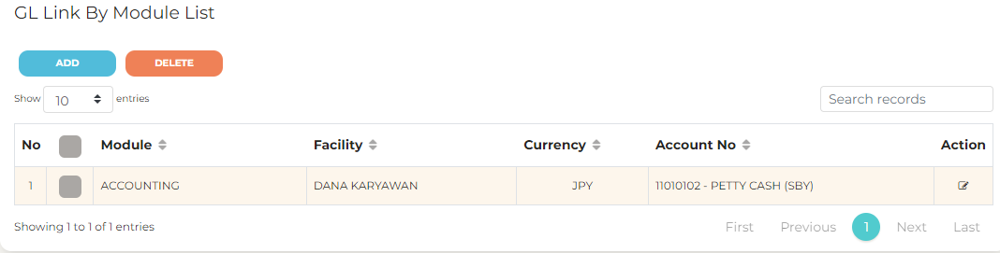 GL Link By Module List
ADD DELETE
Show 10 entries Search records
No Module Facility Currency Account No Action
1 ACCOUNTING DANA KARYAWAN JPY 11010102 - PETTY CASH (SBY)
Showing 1 to 1 of 1 entries First Previous 1 Next Last